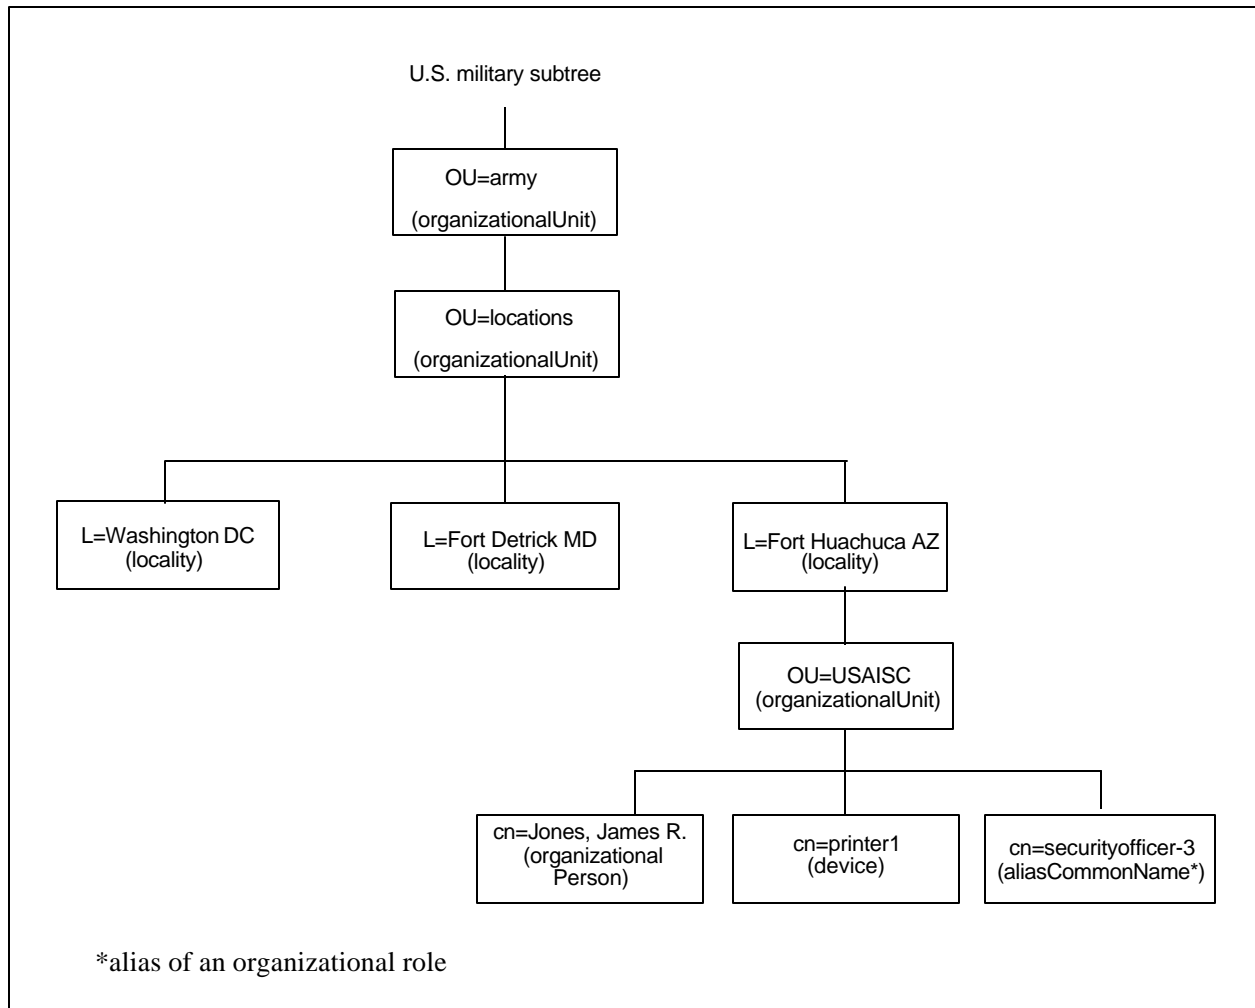 U.S. military subtree
OU=army
(organizationalUnit)
OU=locations
(organizationalUnit)
L=Washington DC
(locality)
L=Fort Detrick MD
(locality)
L=Fort Huachuca AZ
(locality)
OU=USAISC
(organizationalUnit)
cn=Jones, James R.
(organizational
Person)
cn=printer1
(device)
cn=securityofficer-3
(aliasCommonName*)
*alias of an organizational role